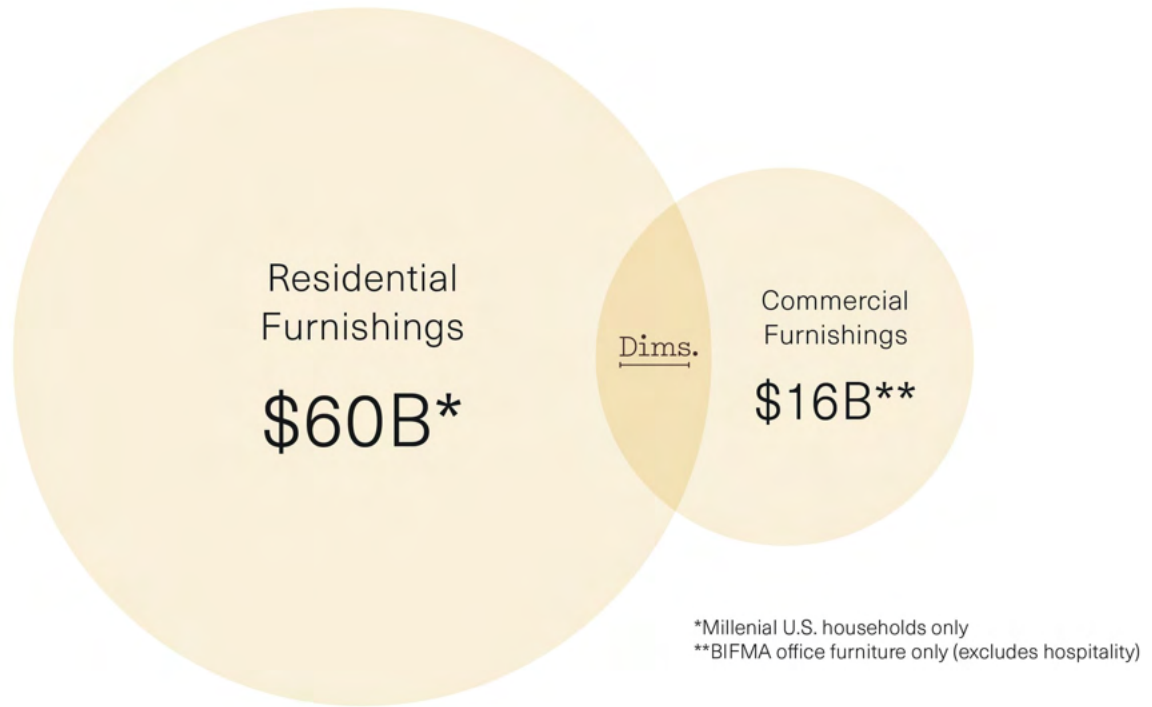 Residential
Furnishings
$60B*
Dims.
Commercial
Furnishings
$16B**
*Millenial U.S. households only
**BIFMA office furniture only (excludes hospitality)